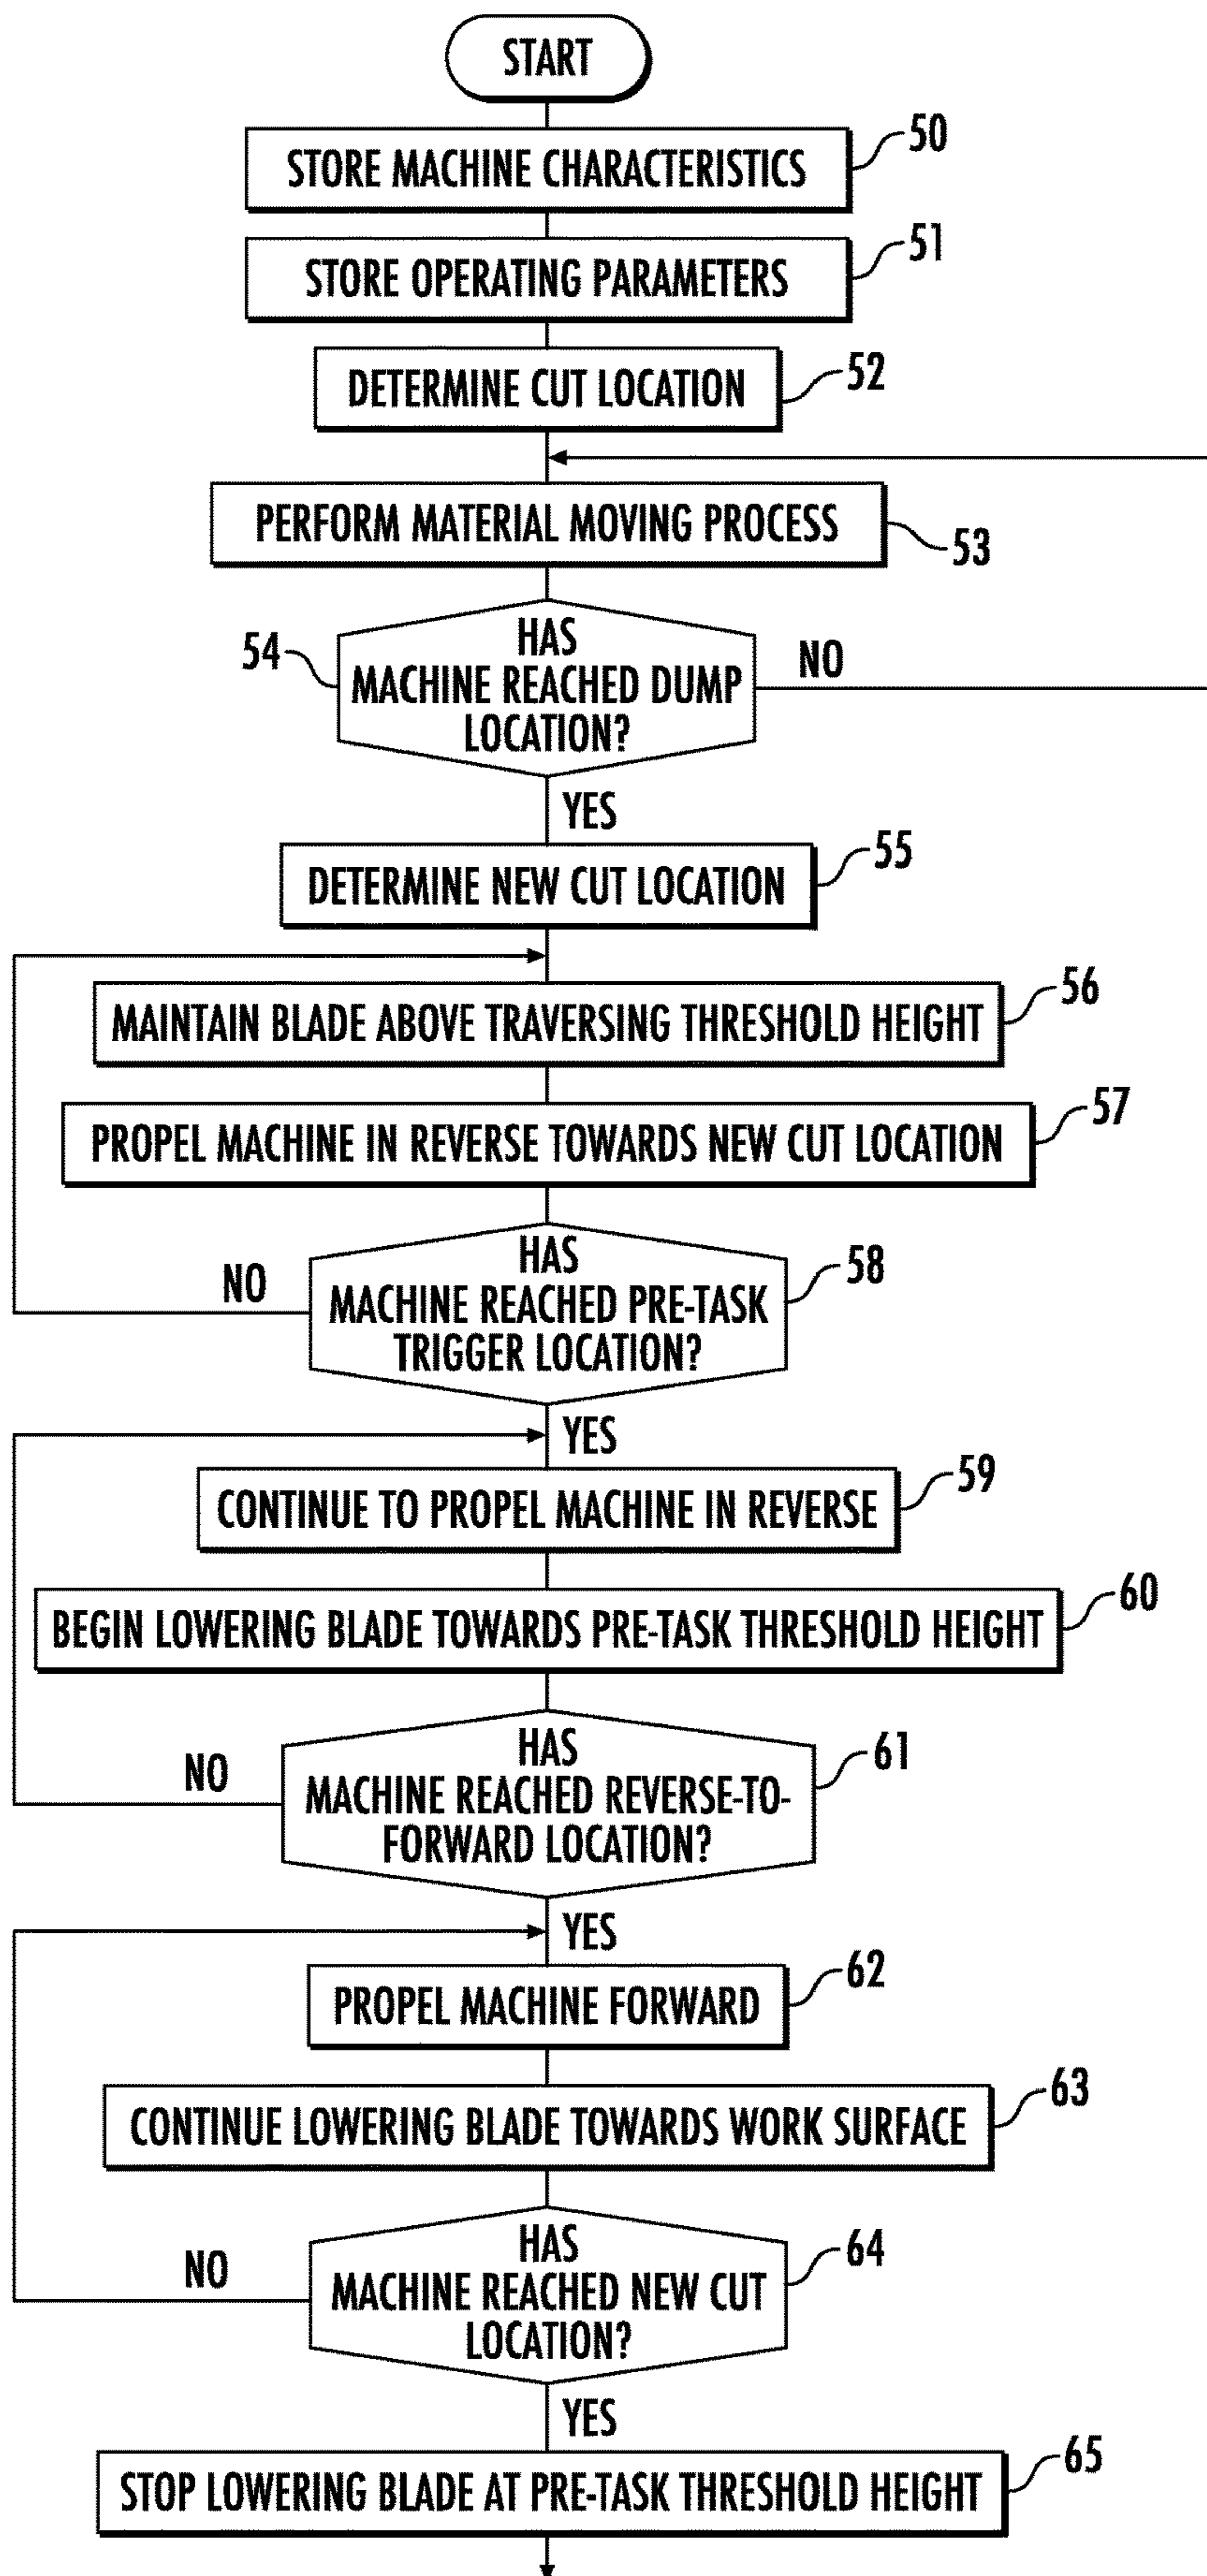 START
STORE MACHINE CHARACTERISTICS
50
STORE OPERATING PARAMETERS
51
DETERMINE CUT LOCATION
52
PERFORM MATERIAL MOVING PROCESS
53
54
HAS
MACHINE REACHED DUMP
LOCATION?
NO
YES
DETERMINE NEW CUT LOCATION
55
MAINTAIN BLADE ABOVE TRAVERSING THRESHOLD HEIGHT
56
PROPEL MACHINE IN REVERSE TOWARDS NEW CUT LOCATION
57
HAS
MACHINE REACHED PRE-TASK
TRIGGER LOCATION?
58
NO
YES
CONTINUE TO PROPEL MACHINE IN REVERSE
59
BEGIN LOWERING BLADE TOWARDS PRE-TASK THRESHOLD HEIGHT
60
HAS
MACHINE REACHED REVERSE-TO-
FORWARD LOCATION?
61
NO
YES
PROPEL MACHINE FORWARD
62
CONTINUE LOWERING BLADE TOWARDS WORK SURFACE
63
HAS
MACHINE REACHED NEW CUT
LOCATION?
64
NO
YES
STOP LOWERING BLADE AT PRE-TASK THRESHOLD HEIGHT
65